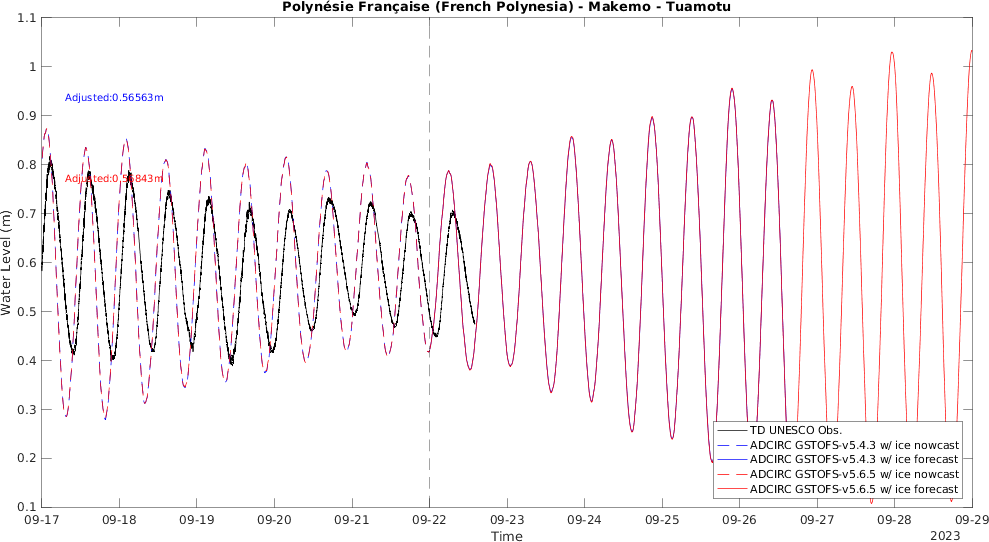 Polynésie Française (French Polynesia) - Makemo - Tuamotu
1.1
1
0.9
0.8
0.7
0.6
0.5
0.4
0.3
0.2
0.1
Water Level (m)
Adjusted:0.56563m
Adjusted:0.56843m
TD UNESCO Obs.
ADCIRC GSTOFS-v5.4.3 w/ ice nowcast
ADCIRC GSTOFS-v5.4.3 w/ ice forecast
ADCIRC GSTOFS-v5.6.5 w/ ice nowcast
ADCIRC GSTOFS-v5.6.5 w/ ice forecast
09-17 09-18 09-19 09-20 09-21 09-22 09-23 09-24 09-25 09-26 09-27 09-28 09-29
Time
2023